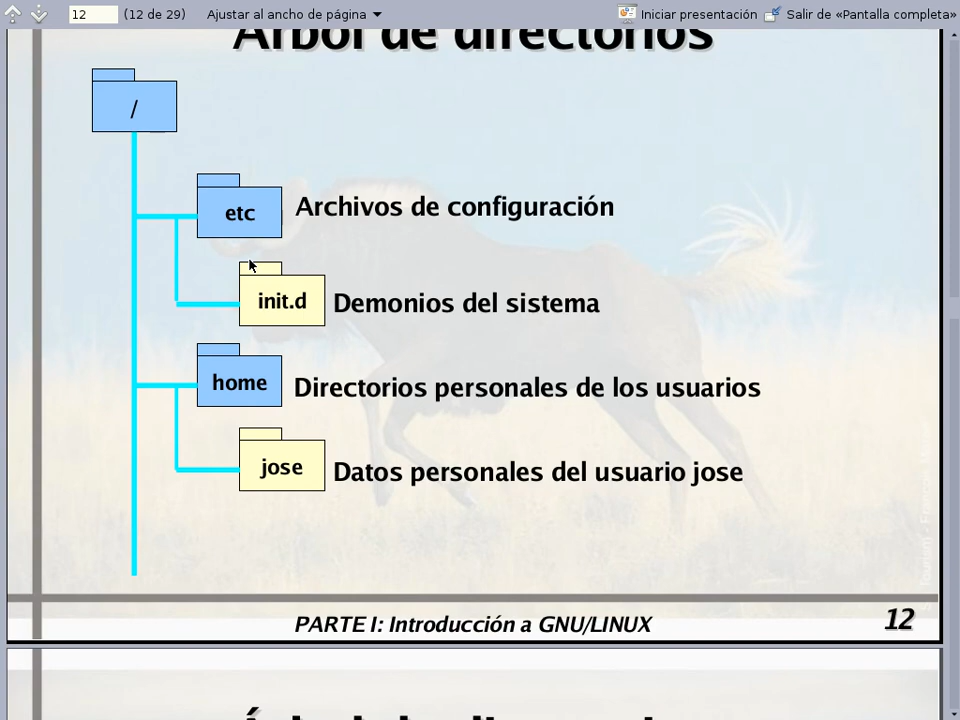 12 (12 de 29) Ajustar al ancho de página Iniciar presentación Salir de «Pantalla completa»
Árbol de directorios
/
etc Archivos de configuración
init.d Demonios del sistema
home Directorios personales de los usuarios
jose Datos personales del usuario jose
PARTE I: Introducción a GNU/LINUX 12